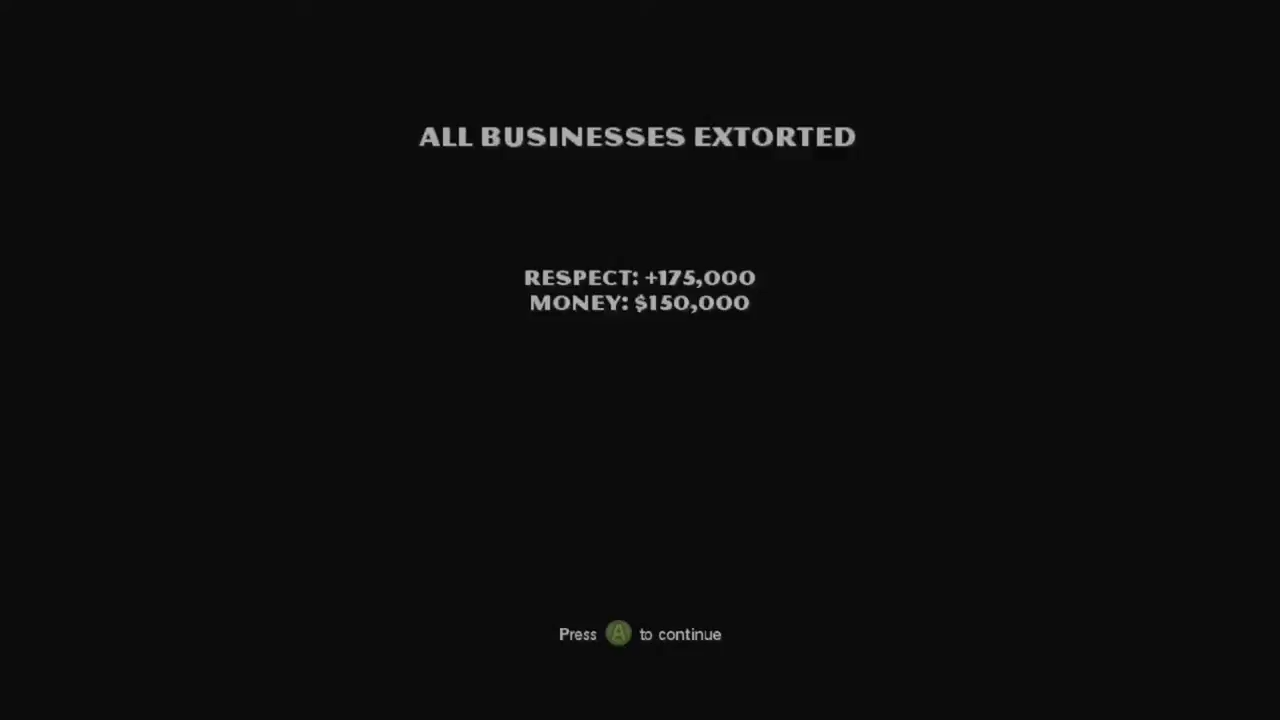 ALL BUSINESSES EXTORTED
RESPECT: +175,000
MONEY: $150,000
Press A to continue